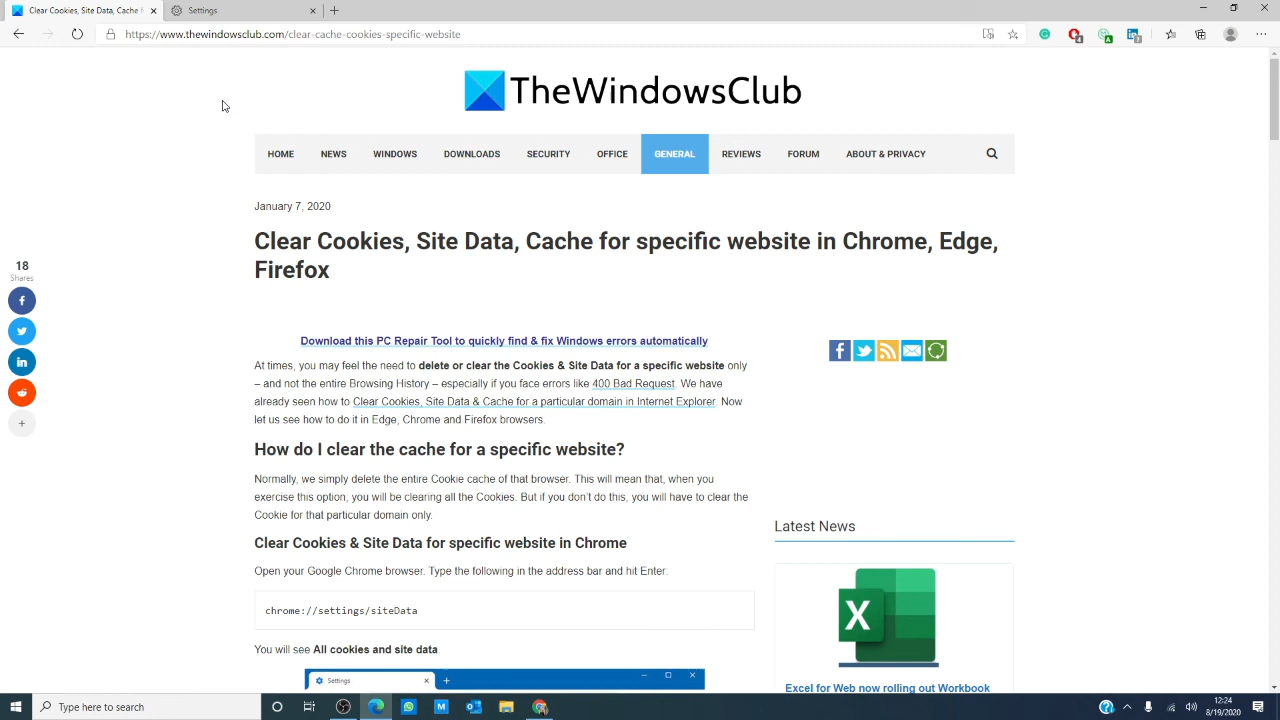 Clear Cookies, Site Data, Cache f
Settings
https://www.thewindowsclub.com/clear-cache-cookies-specific-website
TheWindowsClub
HOME NEWS WINDOWS DOWNLOADS SECURITY OFFICE GENERAL REVIEWS FORUM ABOUT & PRIVACY
January 7, 2020
Clear Cookies, Site Data, Cache for specific website in Chrome, Edge,
Firefox
18
Shares
Download this PC Repair Tool to quickly find & fix Windows errors automatically
At times, you may feel the need to delete or clear the Cookies & Site Data for a specific website only
– and not the entire Browsing History – especially if you face errors like 400 Bad Request. We have
already seen how to Clear Cookies, Site Data & Cache for a particular domain in Internet Explorer. Now
let us see how to do it in Edge, Chrome and Firefox browsers.
How do I clear the cache for a specific website?
Normally, we simply delete the entire Cookie cache of that browser. This will mean that, when you
exercise this option, you will be clearing all the Cookies. But if you don't do this, you will have to clear the
Cookie for that particular domain only.
Clear Cookies & Site Data for specific website in Chrome
Open your Google Chrome browser. Type the following in the address bar and hit Enter:
chrome://settings/siteData
You will see All cookies and site data
Settings
Latest News
X
Excel for Web now rolling out Workbook
Type here to search
12:24
8/19/2020